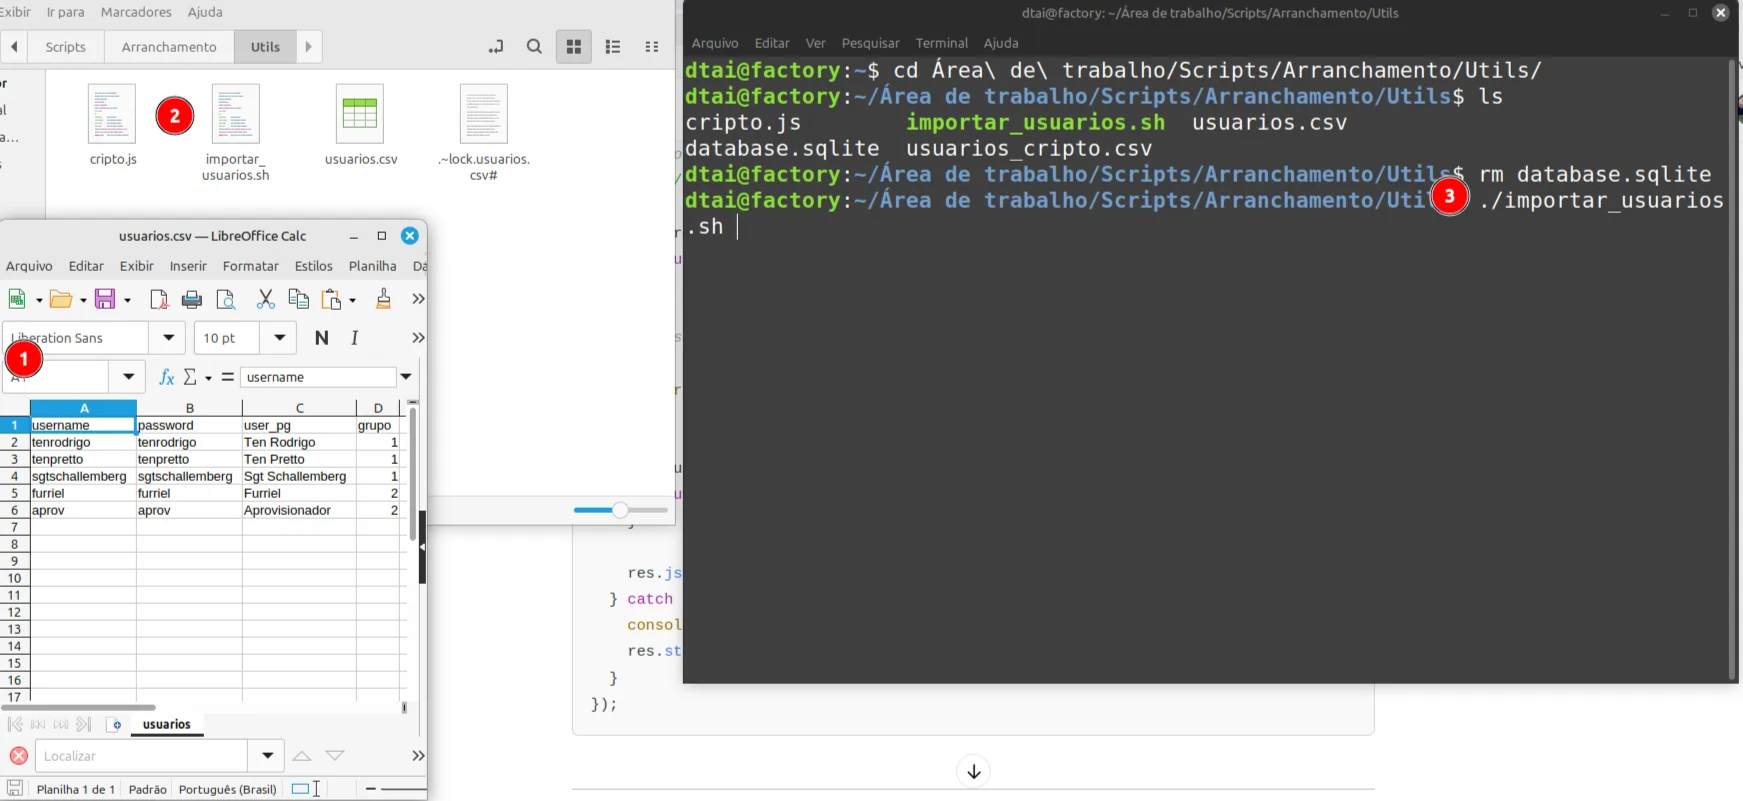 Exibir Ir para Marcadores Ajuda
Scripts Arranchamento Utils
2
cripto.js
importar_
usuarios.sh
usuarios.csv
.~lock.usuarios.
csv#
usuarios.csv — LibreOffice Calc
Arquivo Editar Exibir Inserir Formatar Estilos Planilha
Liberation Sans 10 pt N I
1
fx Σ = username
A B C D
1 username password user_pg grupo
2 tenrodrigo tenrodrigo Ten Rodrigo 1
3 tenpretto tenpretto Ten Pretto 1
4 sgtschallemberg sgtschallemberg Sgt Schallemberg 1
5 furriel furriel Furriel 2
6 aprov aprov Aprovisionador 2
7
8
9
10
11
12
13
14
15
16
17
usuarios
Localizar
Planilha 1 de 1 Padrão Português (Brasil)
dtai@factory: ~/Área de trabalho/Scripts/Arranchamento/Utils
Arquivo Editar Ver Pesquisar Terminal Ajuda
dtai@factory:~$ cd Área\ de\ trabalho/Scripts/Arranchamento/Utils/
dtai@factory:~/Área de trabalho/Scripts/Arranchamento/Utils$ ls
cripto.js importar_usuarios.sh usuarios.csv
database.sqlite usuarios_cripto.csv
dtai@factory:~/Área de trabalho/Scripts/Arranchamento/Utils$ rm database.sqlite
dtai@factory:~/Área de trabalho/Scripts/Arranchamento/Uti 3 ./importar_usuarios
.sh
res.js
} catch
consol
res.st
}
});